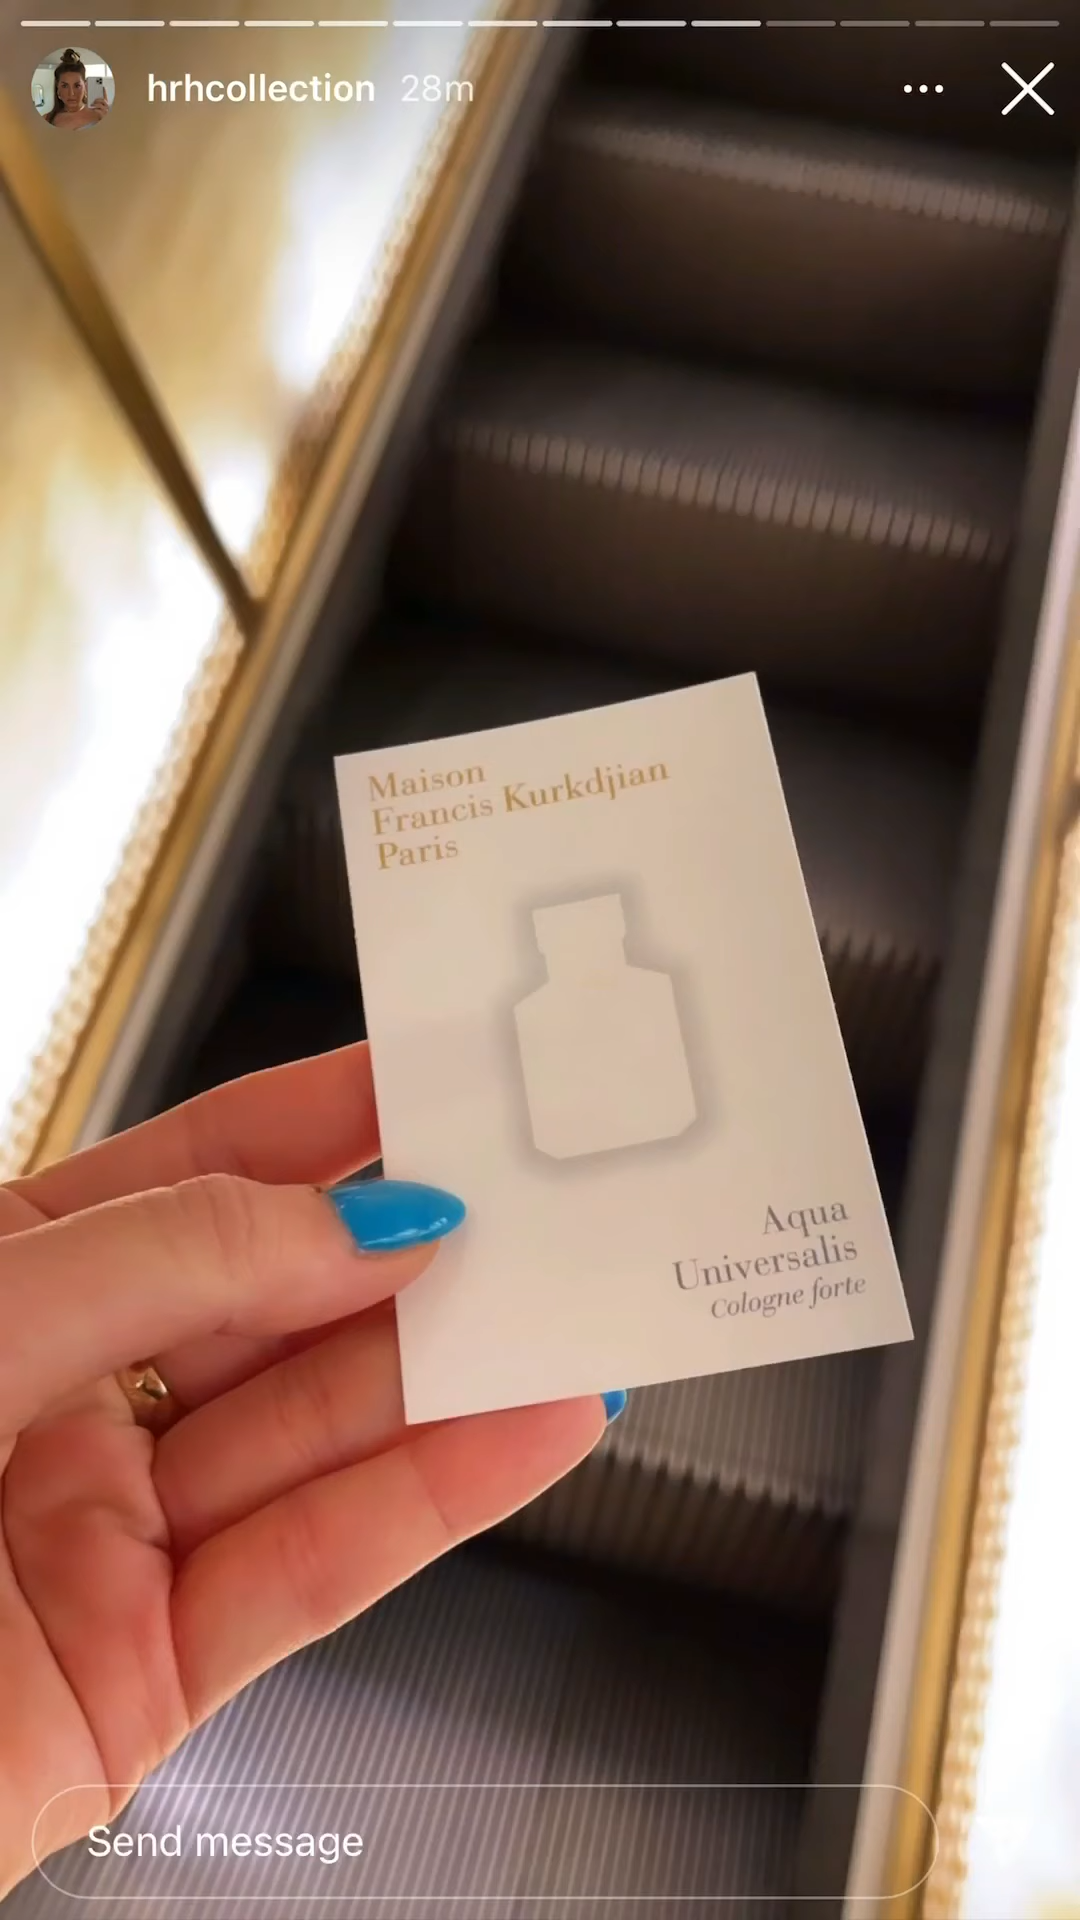 hrhcollection 28m
Maison
Francis Kurkdjian
Paris
Aqua
Universalis
Cologne forte
Send message